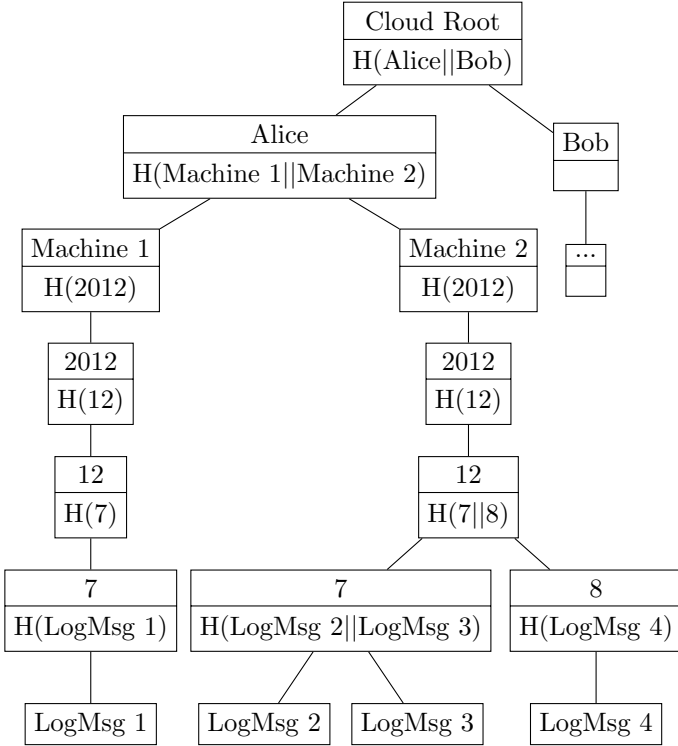 Cloud Root
H(Alice||Bob)
Alice
H(Machine 1||Machine 2)
Bob
Machine 1
H(2012)
Machine 2
H(2012)
...
2012
H(12)
2012
H(12)
12
H(7)
12
H(7||8)
7
H(LogMsg 1)
7
H(LogMsg 2||LogMsg 3)
8
H(LogMsg 4)
LogMsg 1
LogMsg 2
LogMsg 3
LogMsg 4